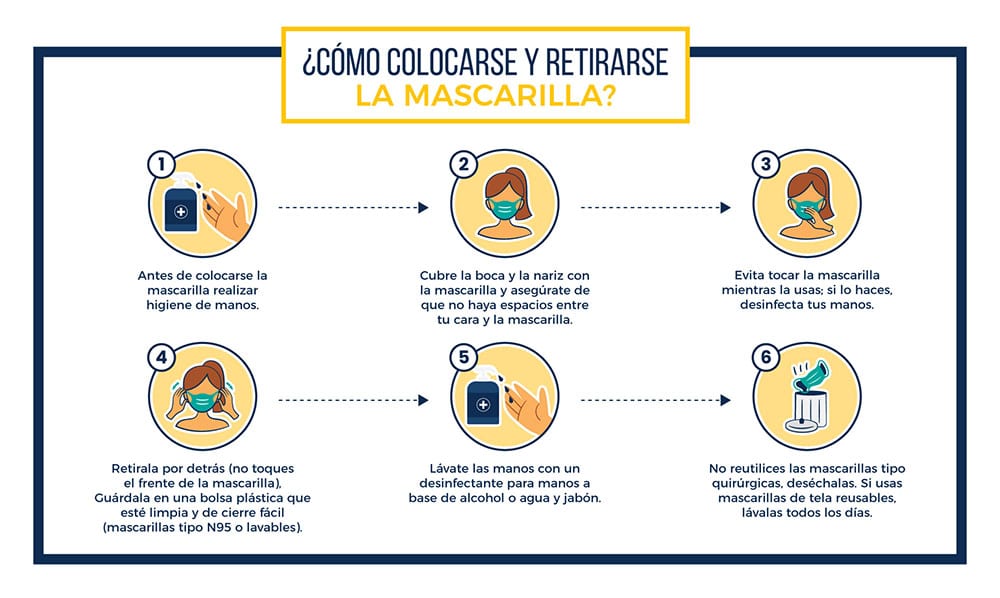 ¿CÓMO COLOCARSE Y RETIRARSE
LA MASCARILLA?
1
Antes de colocarse la
mascarilla realizar
higiene de manos.
2
Cubre la boca y la nariz con
la mascarilla y asegúrate de
que no haya espacios entre
tu cara y la mascarilla.
3
Evita tocar la mascarilla
mientras la usas; si lo haces,
desinfecta tus manos.
4
Retirala por detrás (no toques
el frente de la mascarilla),
Guárdala en una bolsa plástica que
esté limpia y de cierre fácil
(mascarillas tipo N95 o lavables).
5
Lávate las manos con un
desinfectante para manos a
base de alcohol o agua y jabón.
6
No reutilices las mascarillas tipo
quirúrgicas, deséchalas. Si usas
mascarillas de tela reusables,
lávalas todos los días.